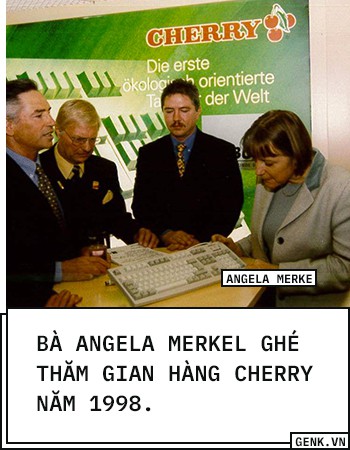 CHERRY
Die erste
ökologisch orientierte
der Welt
ANGELA MERKE
BÀ ANGELA MERKEL GHÉ
THĂM GIAN HÀNG CHERRY
NĂM 1998.
GENK.VN